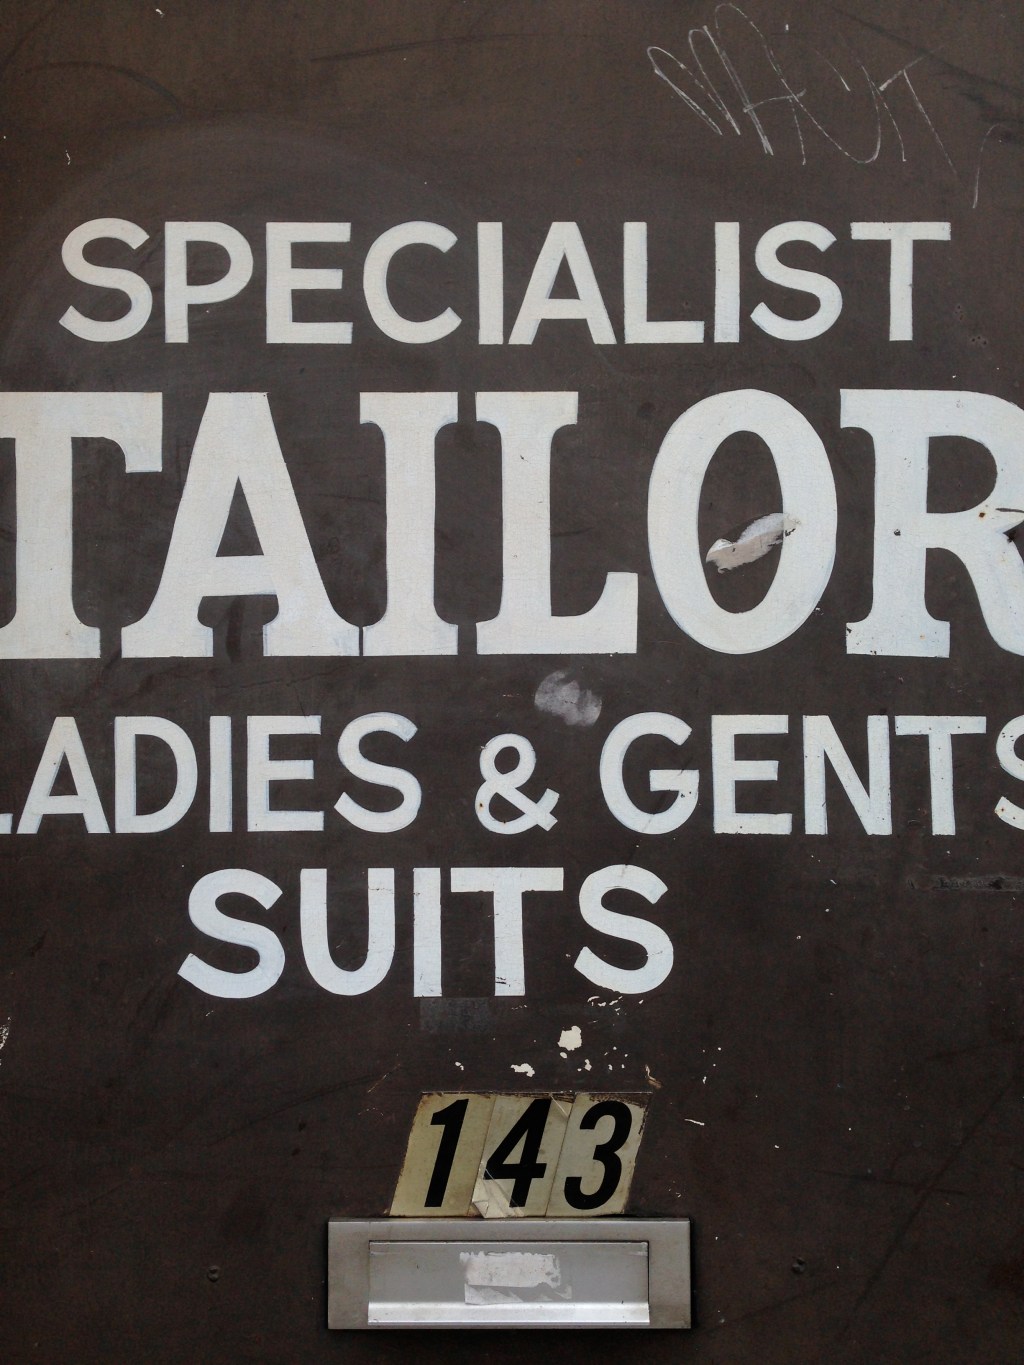 SPECIALIST
TAILOR
LADIES & GENTS
SUITS
143